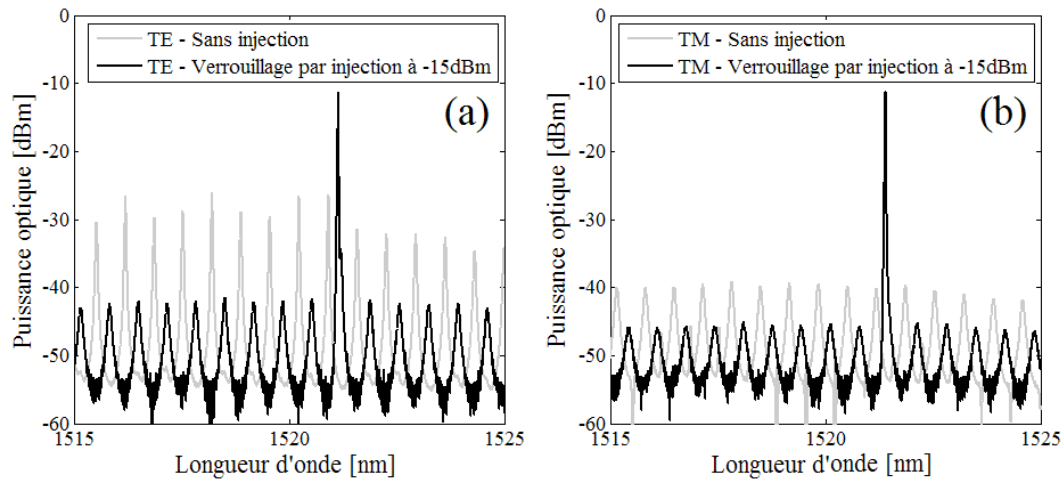 TE - Sans injection
TE - Verrouillage par injection à -15dBm
(a)
Puissance optique [dBm]
0
-10
-20
-30
-40
-50
-60
1515
1520
1525
Longueur d'onde [nm]
TM - Sans injection
TM - Verrouillage par injection à -15dBm
(b)
Puissance optique [dBm]
0
-10
-20
-30
-40
-50
-60
1515
1520
1525
Longueur d'onde [nm]